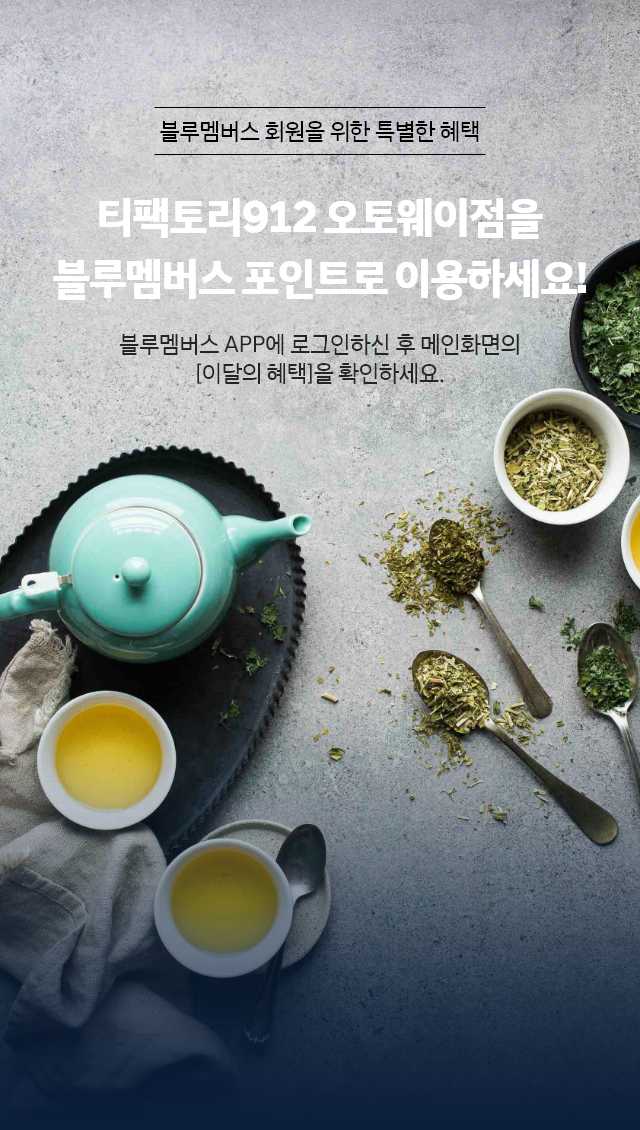 블루멤버스 회원을 위한 특별한 혜택
티팩토리912 오토웨이점을
블루멤버스 포인트로 이용하세요!
블루멤버스 APP에 로그인하신 후 메인화면의
[이달의 혜택]을 확인하세요.